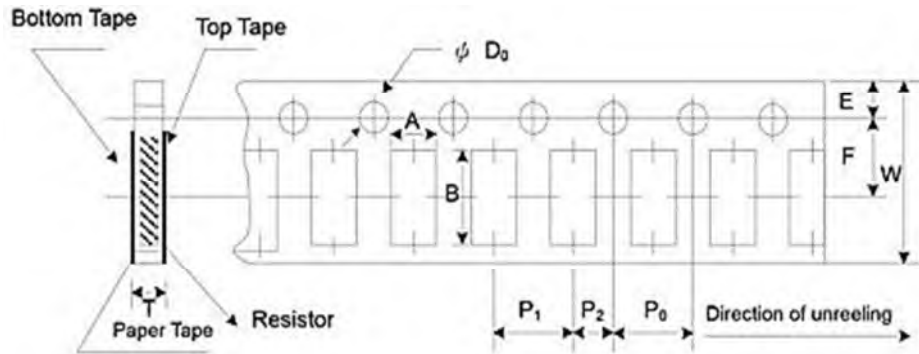 Bottom Tape
Top Tape
ψ D₀
E
A
F
W
B
T
Paper Tape
Resistor
P₁
P₂
P₀
Direction of unreeling